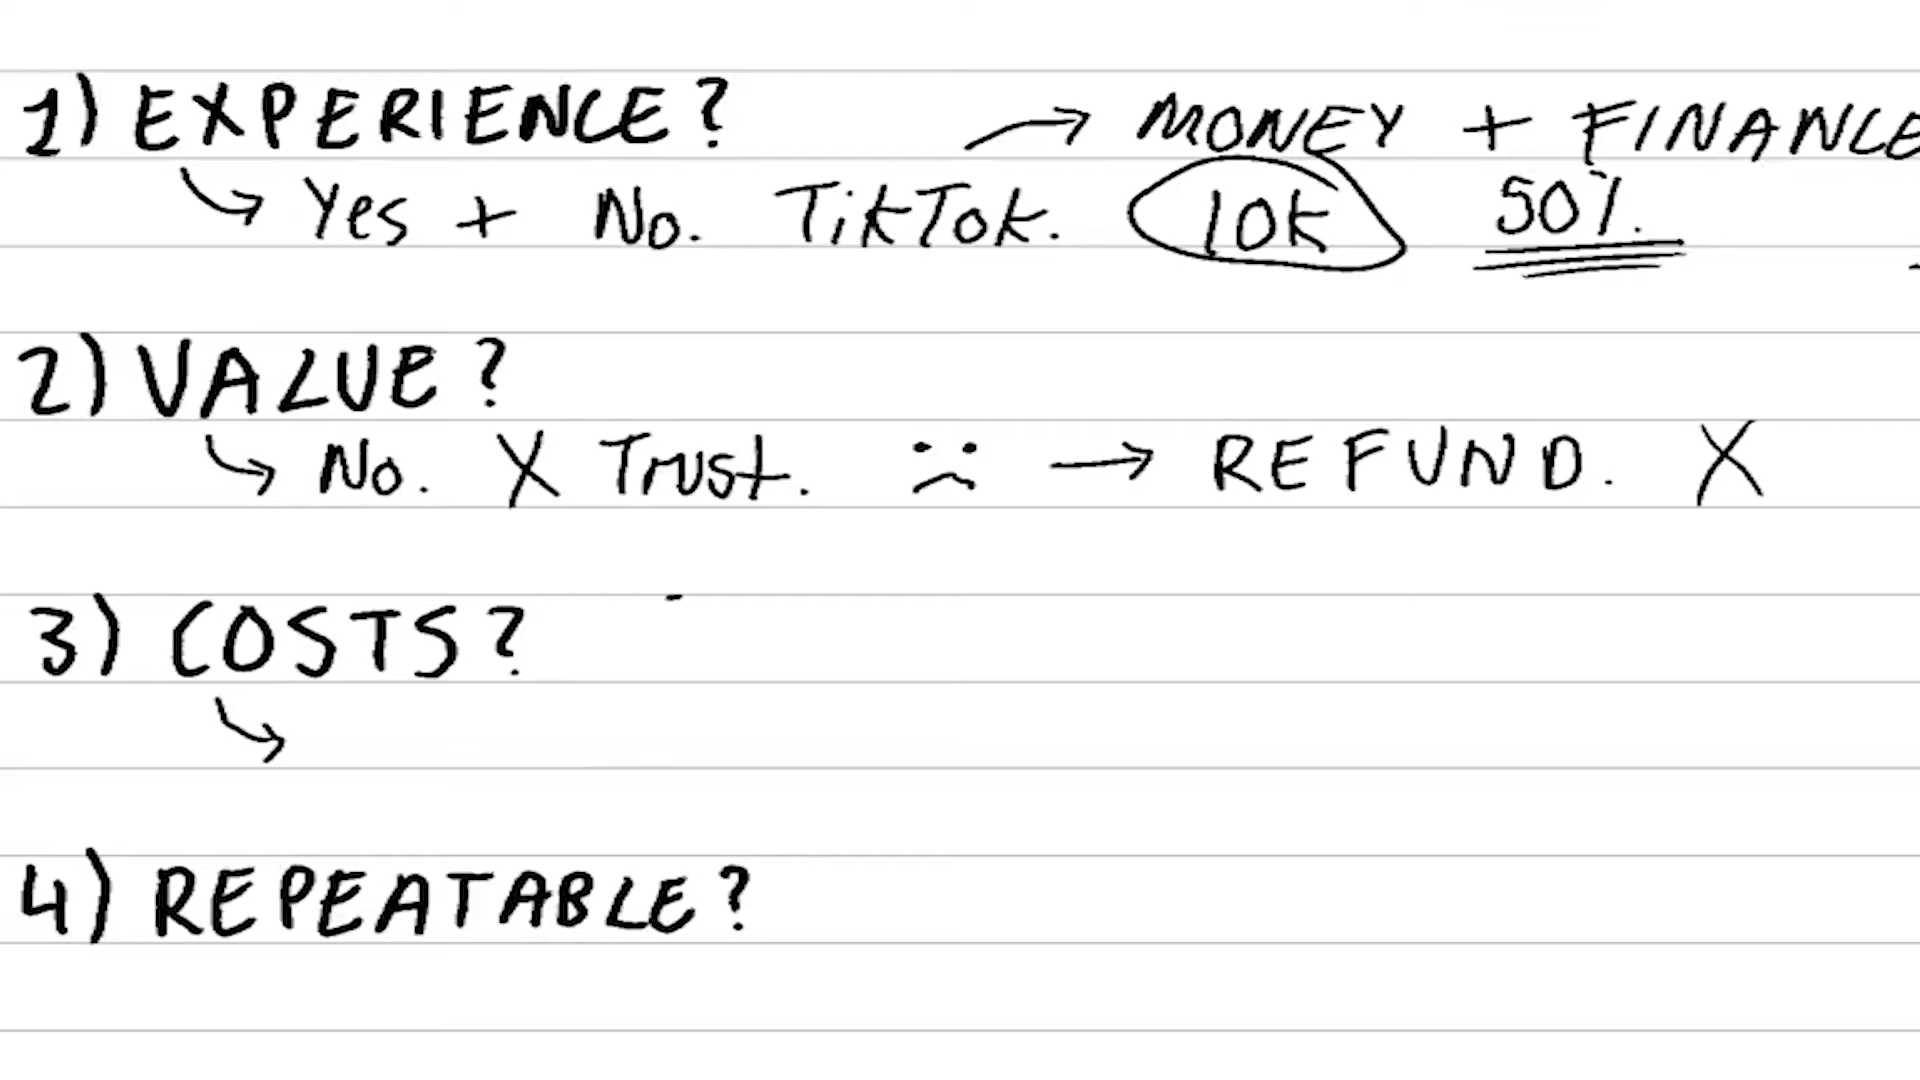 1) EXPERIENCE? → MONEY + FINANCE
↳ Yes + No. TikTok. 10K 50%.
2) VALUE?
↳ No. X Trust. :( → REFUND. X
3) COSTS?
↳
4) REPEATABLE?